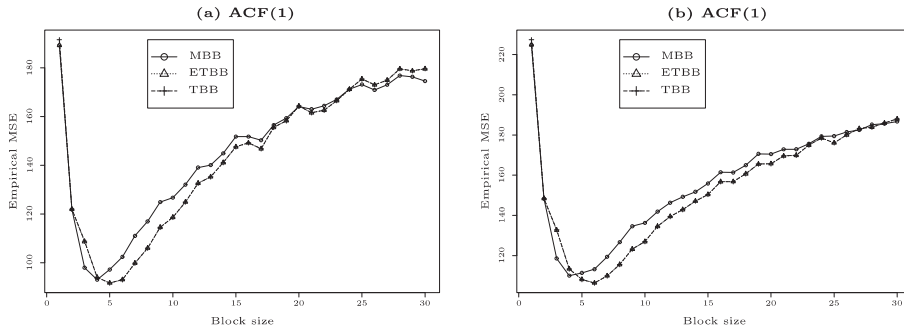 (a) ACF(1)
MBB
ETBB
TBB
Empirical MSE
100
120
140
160
180
0 5 10 15 20 25 30
Block size
(b) ACF(1)
MBB
ETBB
TBB
Empirical MSE
120
140
160
180
200
220
0 5 10 15 20 25 30
Block size